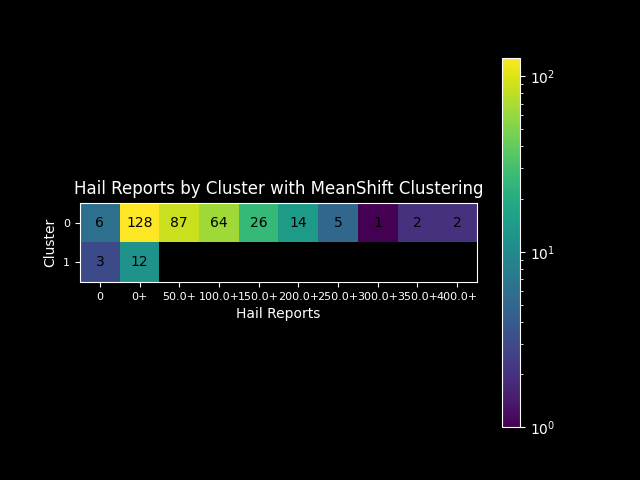 Hail Reports by Cluster with MeanShift Clustering
Cluster
0 6 128 87 64 26 14 5 1 2 2
1 3 12
0 0+ 50.0+ 100.0+ 150.0+ 200.0+ 250.0+ 300.0+ 350.0+ 400.0+
Hail Reports
10²
10¹
10⁰